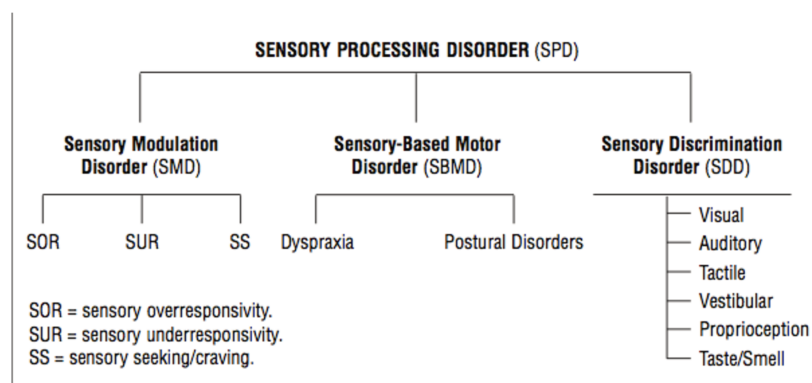 SENSORY PROCESSING DISORDER (SPD)
Sensory Modulation
Disorder (SMD)
Sensory-Based Motor
Disorder (SBMD)
Sensory Discrimination
Disorder (SDD)
SOR
SUR
SS
Dyspraxia
Postural Disorders
Visual
Auditory
Tactile
Vestibular
Proprioception
Taste/Smell
SOR = sensory overresponsivity.
SUR = sensory underresponsivity.
SS = sensory seeking/craving.